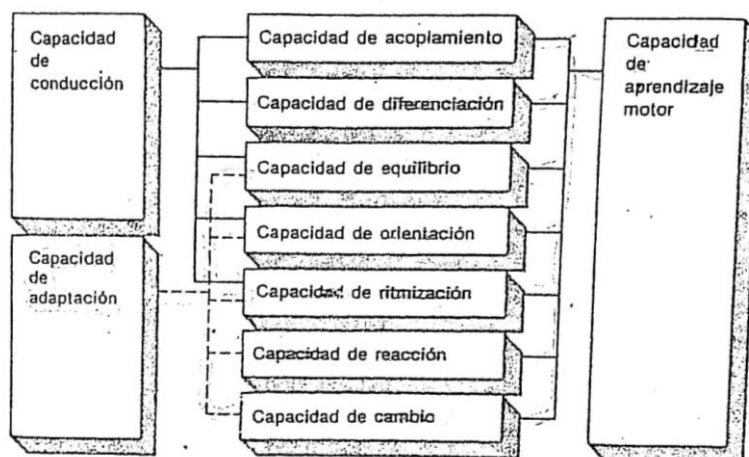 Capacidad
de
conducción
Capacidad
de
adaptación
Capacidad de acoplamiento
Capacidad de diferenciación
Capacidad de equilibrio
Capacidad de orientación
Capacidad de ritmización
Capacidad de reacción
Capacidad de cambio
Capacidad
de
aprendizaje
motor